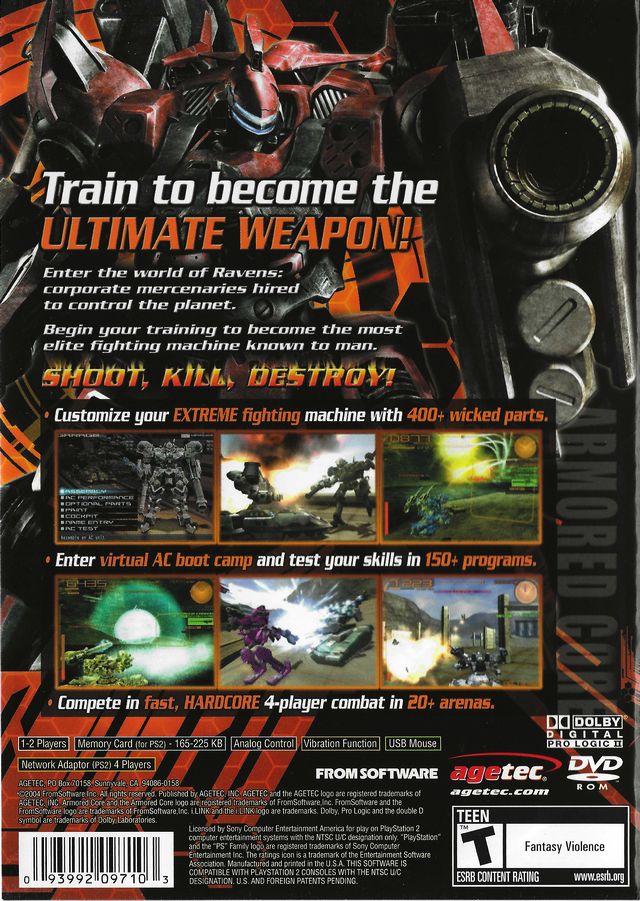 Train to become the
ULTIMATE WEAPON!
Enter the world of Ravens:
corporate mercenaries hired
to control the planet.
Begin your training to become the most
elite fighting machine known to man.
SHOOT, KILL, DESTROY!
• Customize your EXTREME fighting machine with 400+ wicked parts.
ASSEMBLY
AC PERFORMANCE
OPTIONAL PARTS
PAINT
COCKPIT
NAME ENTRY
AC TEST
• Enter virtual AC boot camp and test your skills in 150+ programs.
• Compete in fast, HARDCORE 4-player combat in 20+ arenas.
ARMORED CORE
1-2 Players
Memory Card (for PS2) - 165-225 KB
Analog Control
Vibration Function
USB Mouse
Network Adaptor (PS2) 4 Players
DOLBY
DIGITAL
PRO LOGIC II
FROM SOFTWARE
agetec®
agetec.com
DVD
ROM
AGETEC, PO Box 70158, Sunnyvale, CA 94086-0158
©2004 FromSoftware, Inc. All rights reserved. Published by AGETEC, INC. AGETEC and the AGETEC logo are registered trademarks of
AGETEC, INC. Armored Core and the Armored Core logo are registered trademarks of FromSoftware,Inc. FromSoftware and the
FromSoftware logo are trademarks of FromSoftware,Inc. i.LINK and the i.LINK logo are trademarks. Dolby, Pro Logic and the double D
symbol are trademarks of Dolby Laboratories.
Licensed by Sony Computer Entertainment America for play on PlayStation 2
computer entertainment systems with the NTSC U/C designation only. "PlayStation"
and the "PS" Family logo are registered trademarks of Sony Computer
Entertainment Inc. The ratings icon is a trademark of the Entertainment Software
Association. Manufactured and printed in the U.S.A. THIS SOFTWARE IS
COMPATIBLE WITH PLAYSTATION 2 CONSOLES WITH THE NTSC U/C
DESIGNATION. U.S. AND FOREIGN PATENTS PENDING.
0 93992 09710 3
TEEN
T
Fantasy Violence
ESRB CONTENT RATING
www.esrb.org